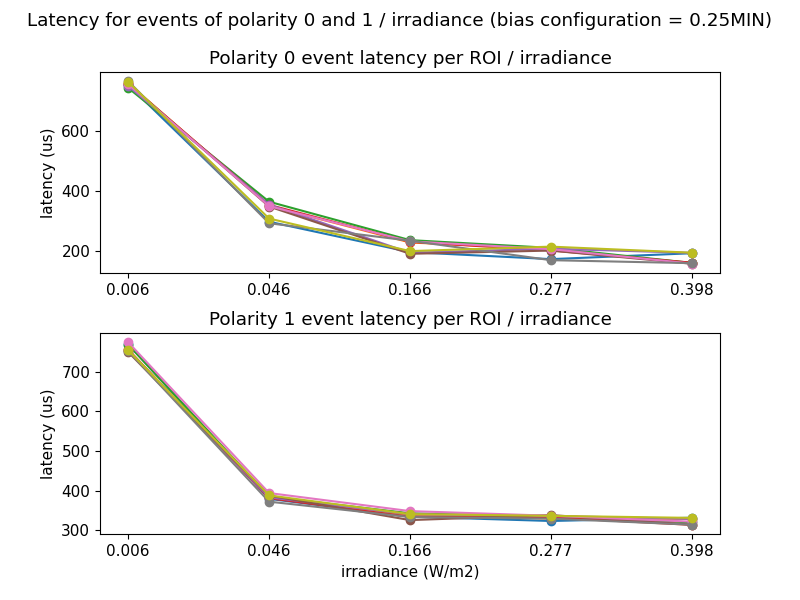 Latency for events of polarity 0 and 1 / irradiance (bias configuration = 0.25MIN)
Polarity 0 event latency per ROI / irradiance
latency (us)
600
400
200
0.006 0.046 0.166 0.277 0.398
Polarity 1 event latency per ROI / irradiance
latency (us)
700
600
500
400
300
0.006 0.046 0.166 0.277 0.398
irradiance (W/m2)